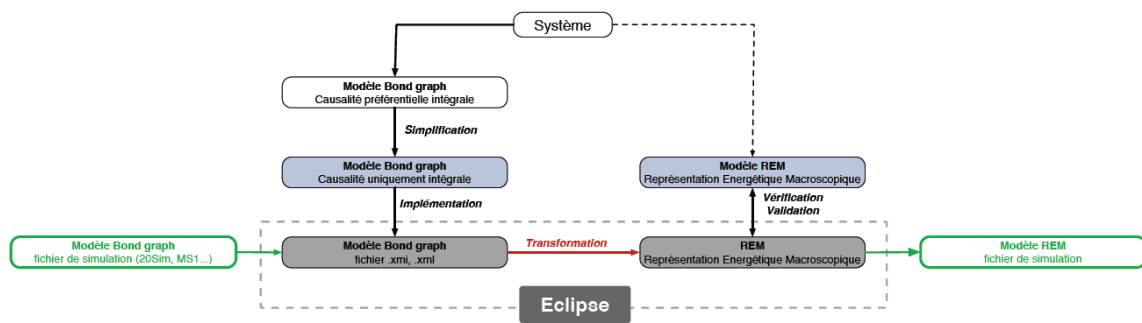 Système
Modèle Bond graph
Causalité préférentielle intégrale
Simplification
Modèle Bond graph
Causalité uniquement intégrale
Modèle REM
Représentation Energétique Macroscopique
Implémentation
Vérification
Validation
Modèle Bond graph
fichier de simulation (20Sim, MS1...)
Modèle Bond graph
fichier .xmi, .xml
Transformation
REM
Représentation Energétique Macroscopique
Modèle REM
fichier de simulation
Eclipse